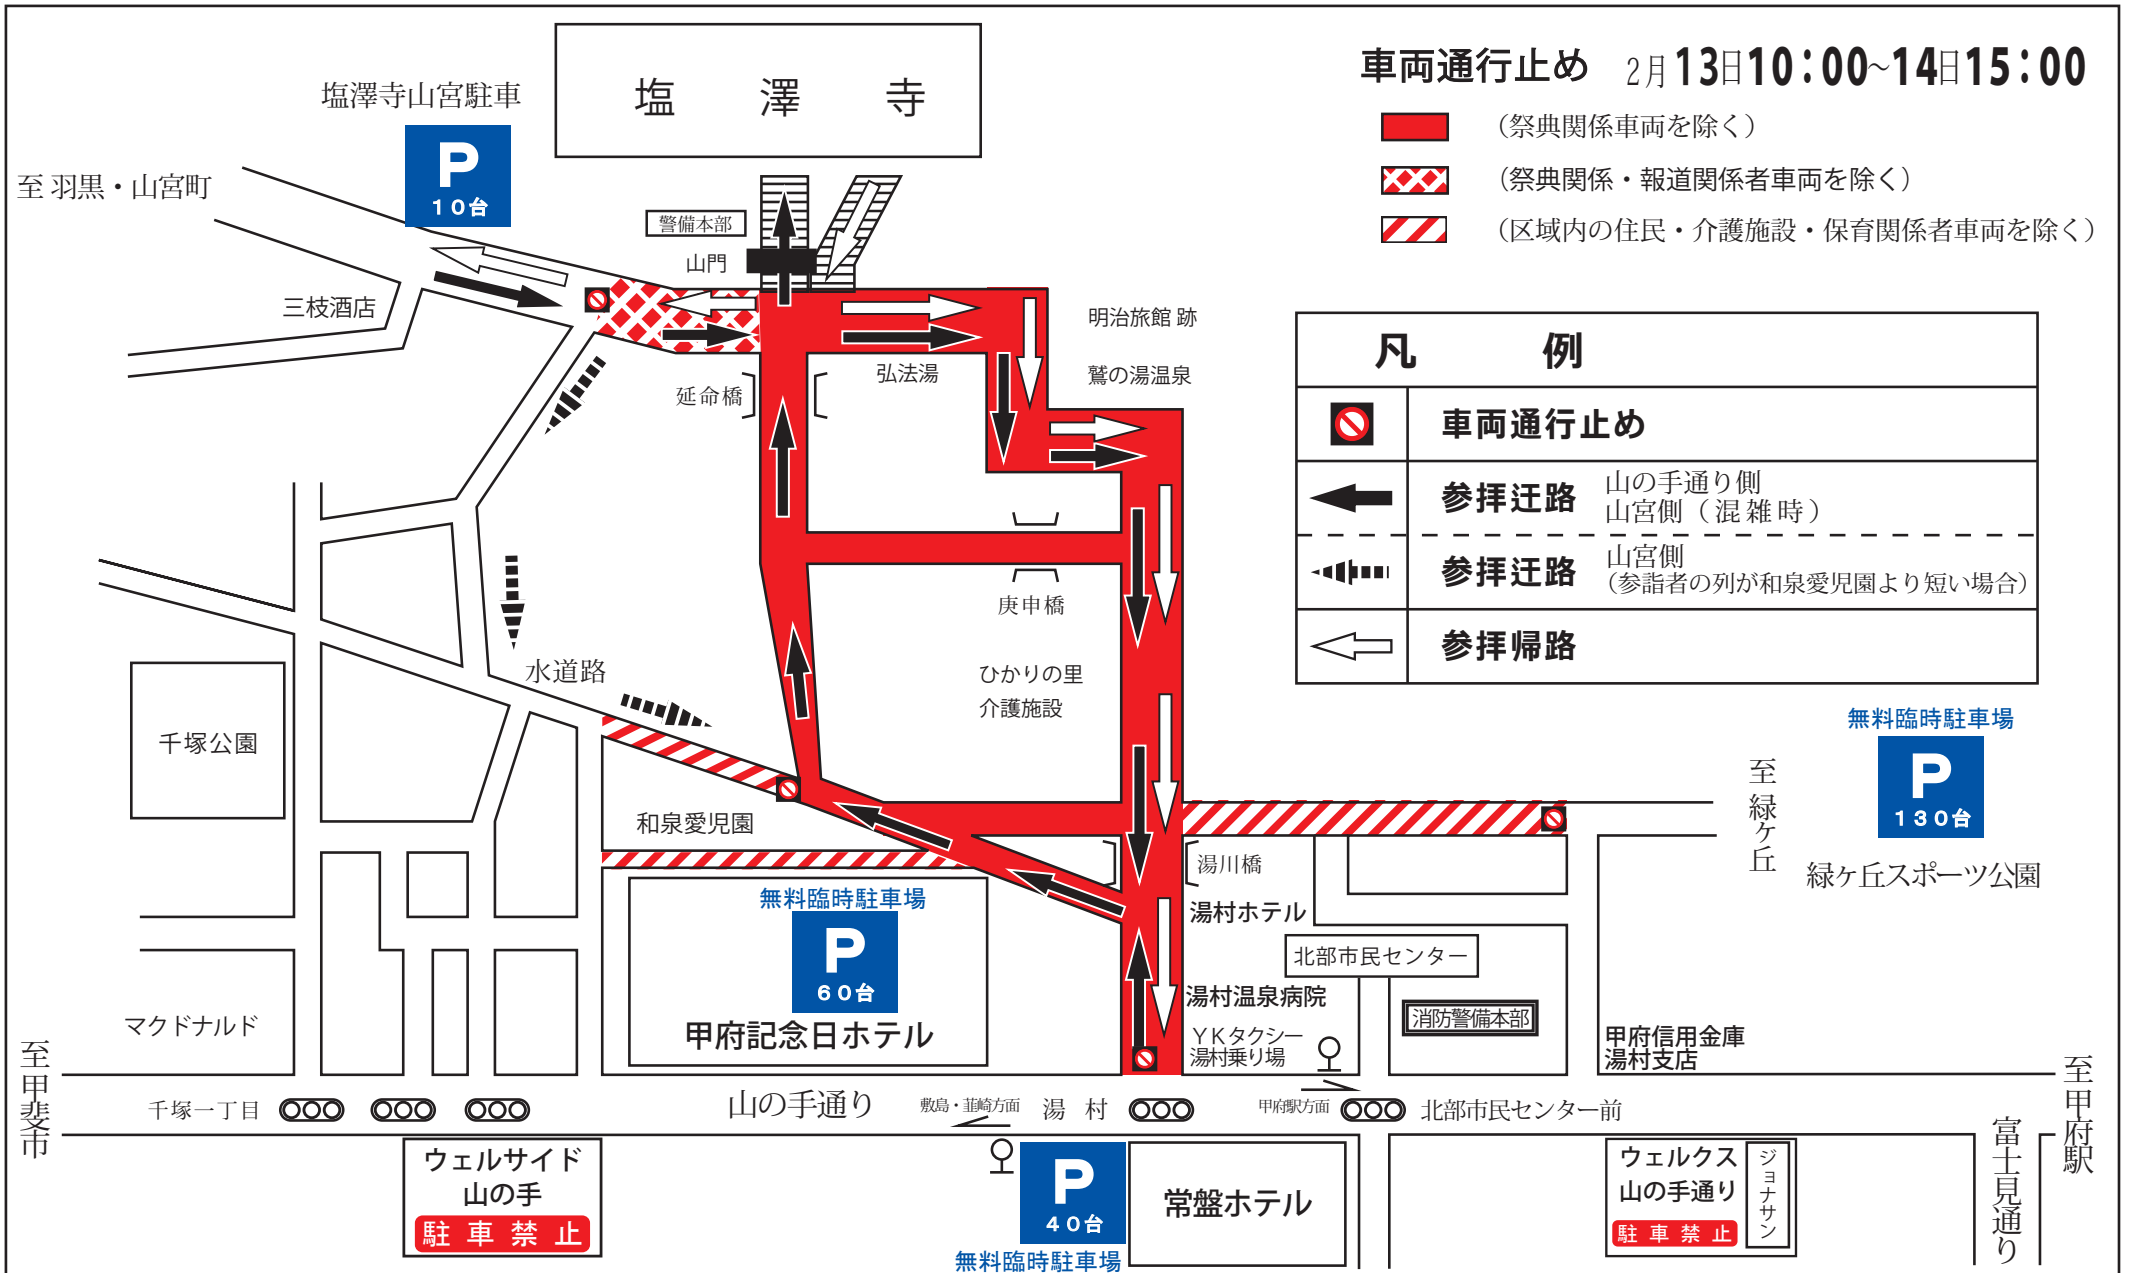 車両通行止め 2月13日10:00~14日15:00
(祭典関係車両を除く)
(祭典関係・報道関係者車両を除く)
(区域内の住民・介護施設・保育関係者車両を除く)
塩澤寺
塩澤寺山宮駐車
P
10台
至 羽黒・山宮町
警備本部
山門
三枝酒店
延命橋
弘法湯
明治旅館 跡
鷲の湯温泉
凡例
車両通行止め
参拝迂路 山の手通り側
山宮側(混雑時)
参拝迂路 山宮側
(参詣者の列が和泉愛児園より短い場合)
参拝帰路
庚申橋
ひかりの里
介護施設
水道路
千塚公園
和泉愛児園
無料臨時駐車場
P
130台
緑ヶ丘スポーツ公園
至 緑ヶ丘
湯川橋
湯村ホテル
北部市民センター
湯村温泉病院
消防警備本部
YKタクシー
湯村乗り場
甲府信用金庫
湯村支店
無料臨時駐車場
P
60台
甲府記念日ホテル
マクドナルド
至甲斐市
千塚一丁目
山の手通り
敷島・韮崎方面
湯村
甲府駅方面
北部市民センター前
至甲府駅
富士見通り
ウェルサイド
山の手
駐車禁止
P
40台
無料臨時駐車場
常盤ホテル
ウェルクス
山の手通り
駐車禁止
ジョナサン